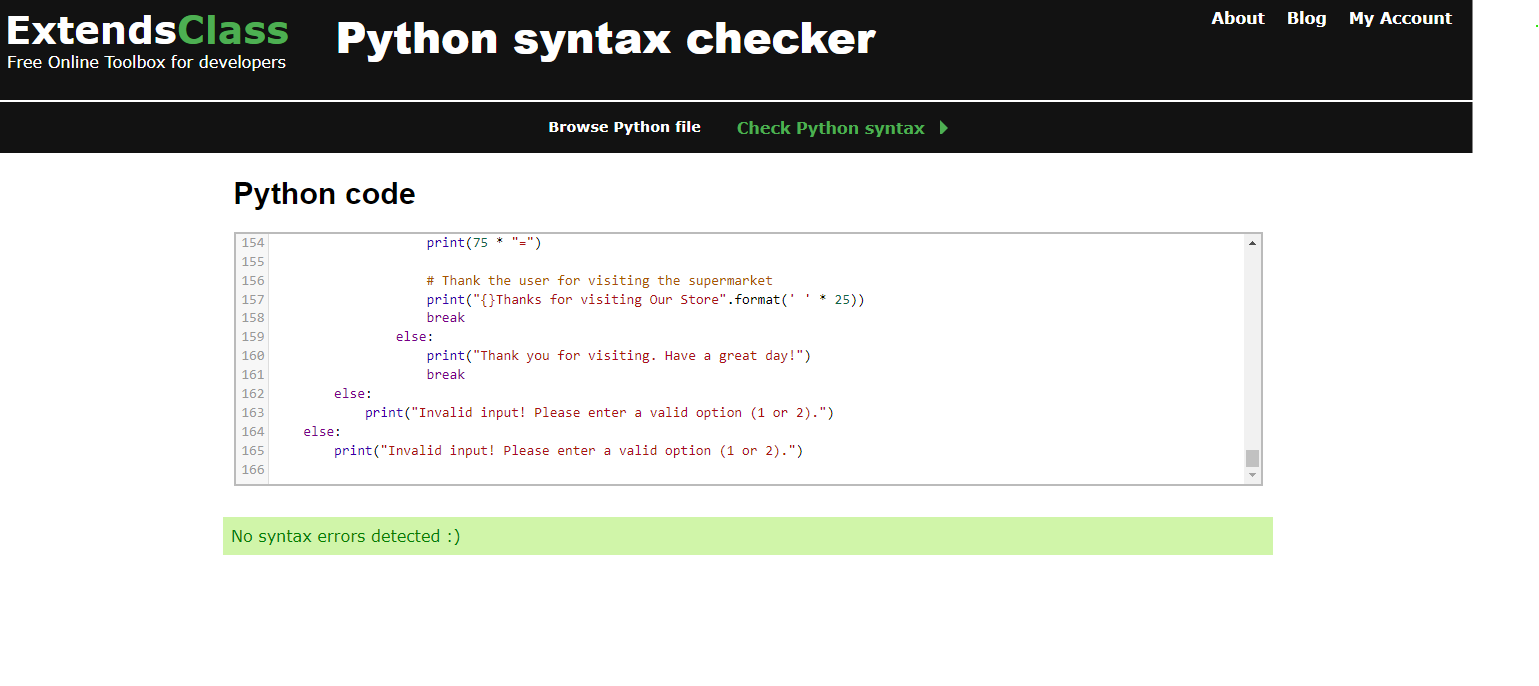 ExtendsClass
Free Online Toolbox for developers
Python syntax checker
About Blog My Account
Browse Python file Check Python syntax
Python code
154 print(75 * "=")
155
156 # Thank the user for visiting the supermarket
157 print("{}Thanks for visiting Our Store".format(' ' * 25))
158 break
159 else:
160 print("Thank you for visiting. Have a great day!")
161 break
162 else:
163 print("Invalid input! Please enter a valid option (1 or 2).")
164 else:
165 print("Invalid input! Please enter a valid option (1 or 2).")
166
No syntax errors detected :)